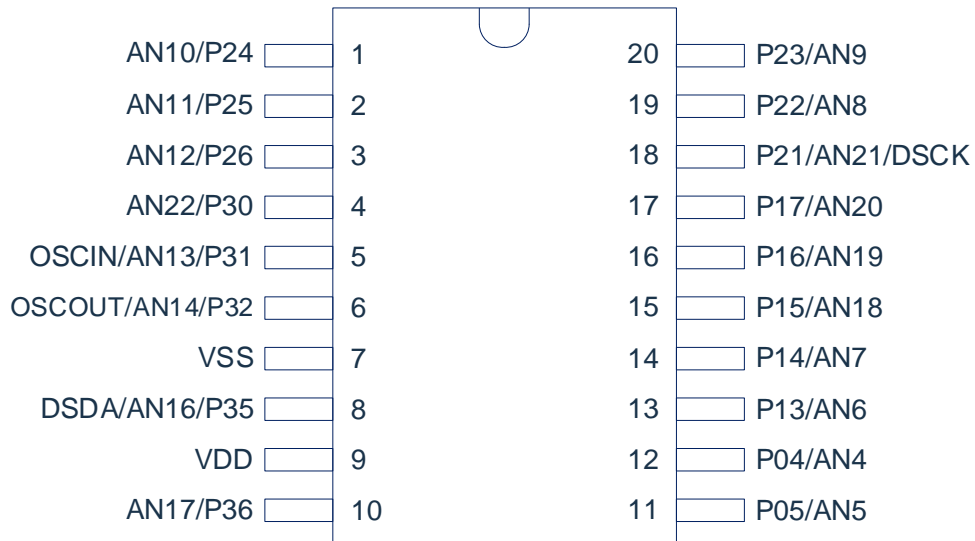 AN10/P24 1 20 P23/AN9
AN11/P25 2 19 P22/AN8
AN12/P26 3 18 P21/AN21/DSCK
AN22/P30 4 17 P17/AN20
OSCIN/AN13/P31 5 16 P16/AN19
OSCOUT/AN14/P32 6 15 P15/AN18
VSS 7 14 P14/AN7
DSDA/AN16/P35 8 13 P13/AN6
VDD 9 12 P04/AN4
AN17/P36 10 11 P05/AN5